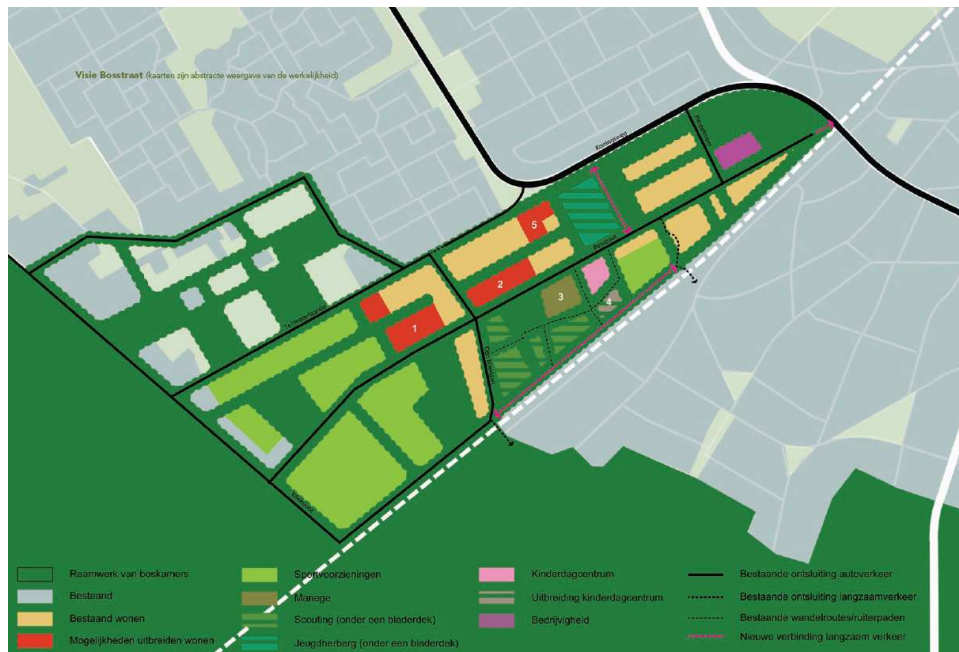 Visie Bosstraat (kaarten zijn abstracte weergave van de werkelijkheid)
5
2
3
4
1
Raamwerk van boskamers
Bestaand
Bestaand wonen
Mogelijkheden uitbreiden wonen
Sportvoorzieningen
Manege
Scouting (onder een bladerdek)
Jeugdherberg (onder een bladerdek)
Kinderdagcentrum
Uitbreiding kinderdagcentrum
Bedrijvigheid
Bestaande ontsluiting autoverkeer
Bestaande ontsluiting langzaamverkeer
Bestaande wandelroutes/ruiterpaden
Nieuwe verbinding langzaam verkeer